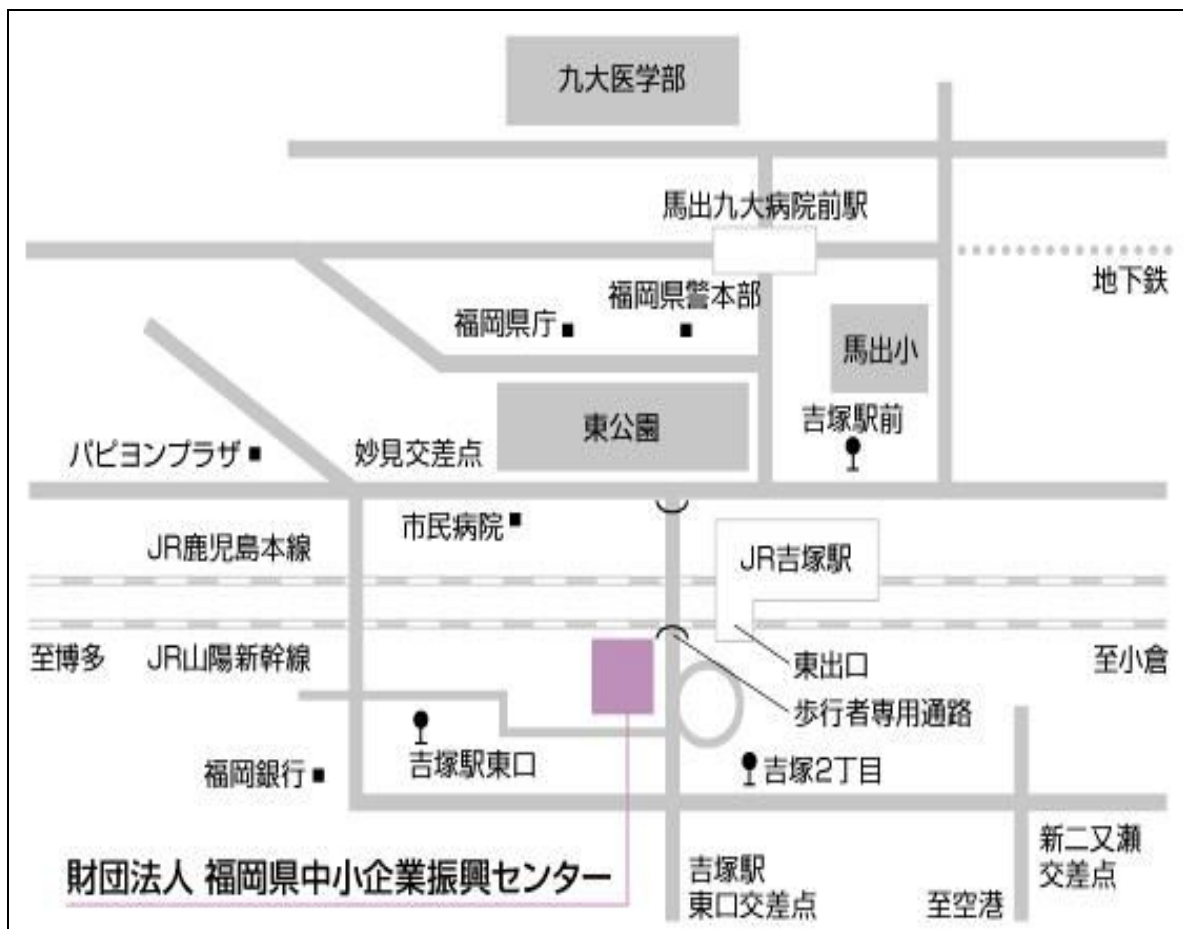 九大医学部
馬出九大病院前駅
地下鉄
福岡県警本部
福岡県庁
馬出小
吉塚駅前
東公園
パピヨンプラザ
妙見交差点
市民病院
JR鹿児島本線
JR吉塚駅
至博多
JR山陽新幹線
東出口
至小倉
歩行者専用通路
吉塚駅東口
吉塚2丁目
福岡銀行
財団法人 福岡県中小企業振興センター
吉塚駅
東口交差点
新二又瀬
交差点
至空港